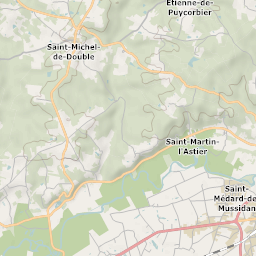 Étienne-de-
Puycorbier
Saint-Michel-
de-Double
Saint-Martin-
l'Astier
Saint-
Médard-de-
Mussidan